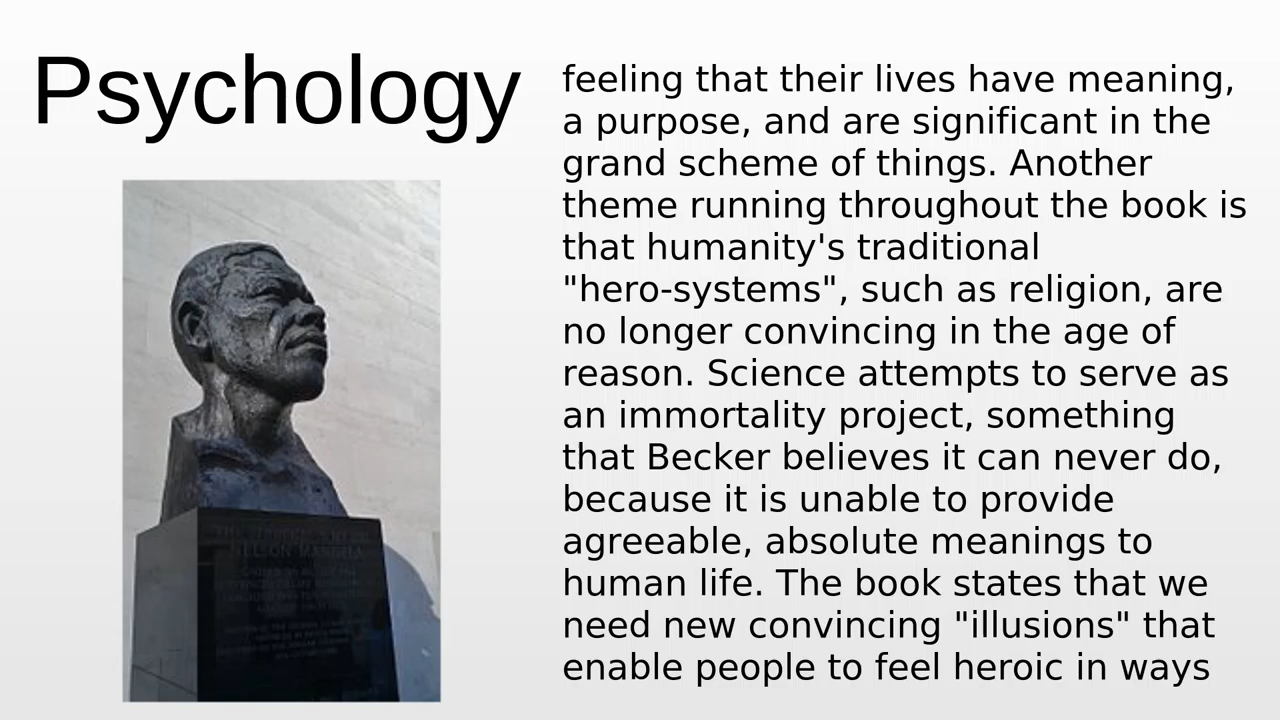 Psychology
feeling that their lives have meaning,
a purpose, and are significant in the
grand scheme of things. Another
theme running throughout the book is
that humanity's traditional
"hero-systems", such as religion, are
no longer convincing in the age of
reason. Science attempts to serve as
an immortality project, something
that Becker believes it can never do,
because it is unable to provide
agreeable, absolute meanings to
human life. The book states that we
need new convincing "illusions" that
enable people to feel heroic in ways
NELSON MANDELA